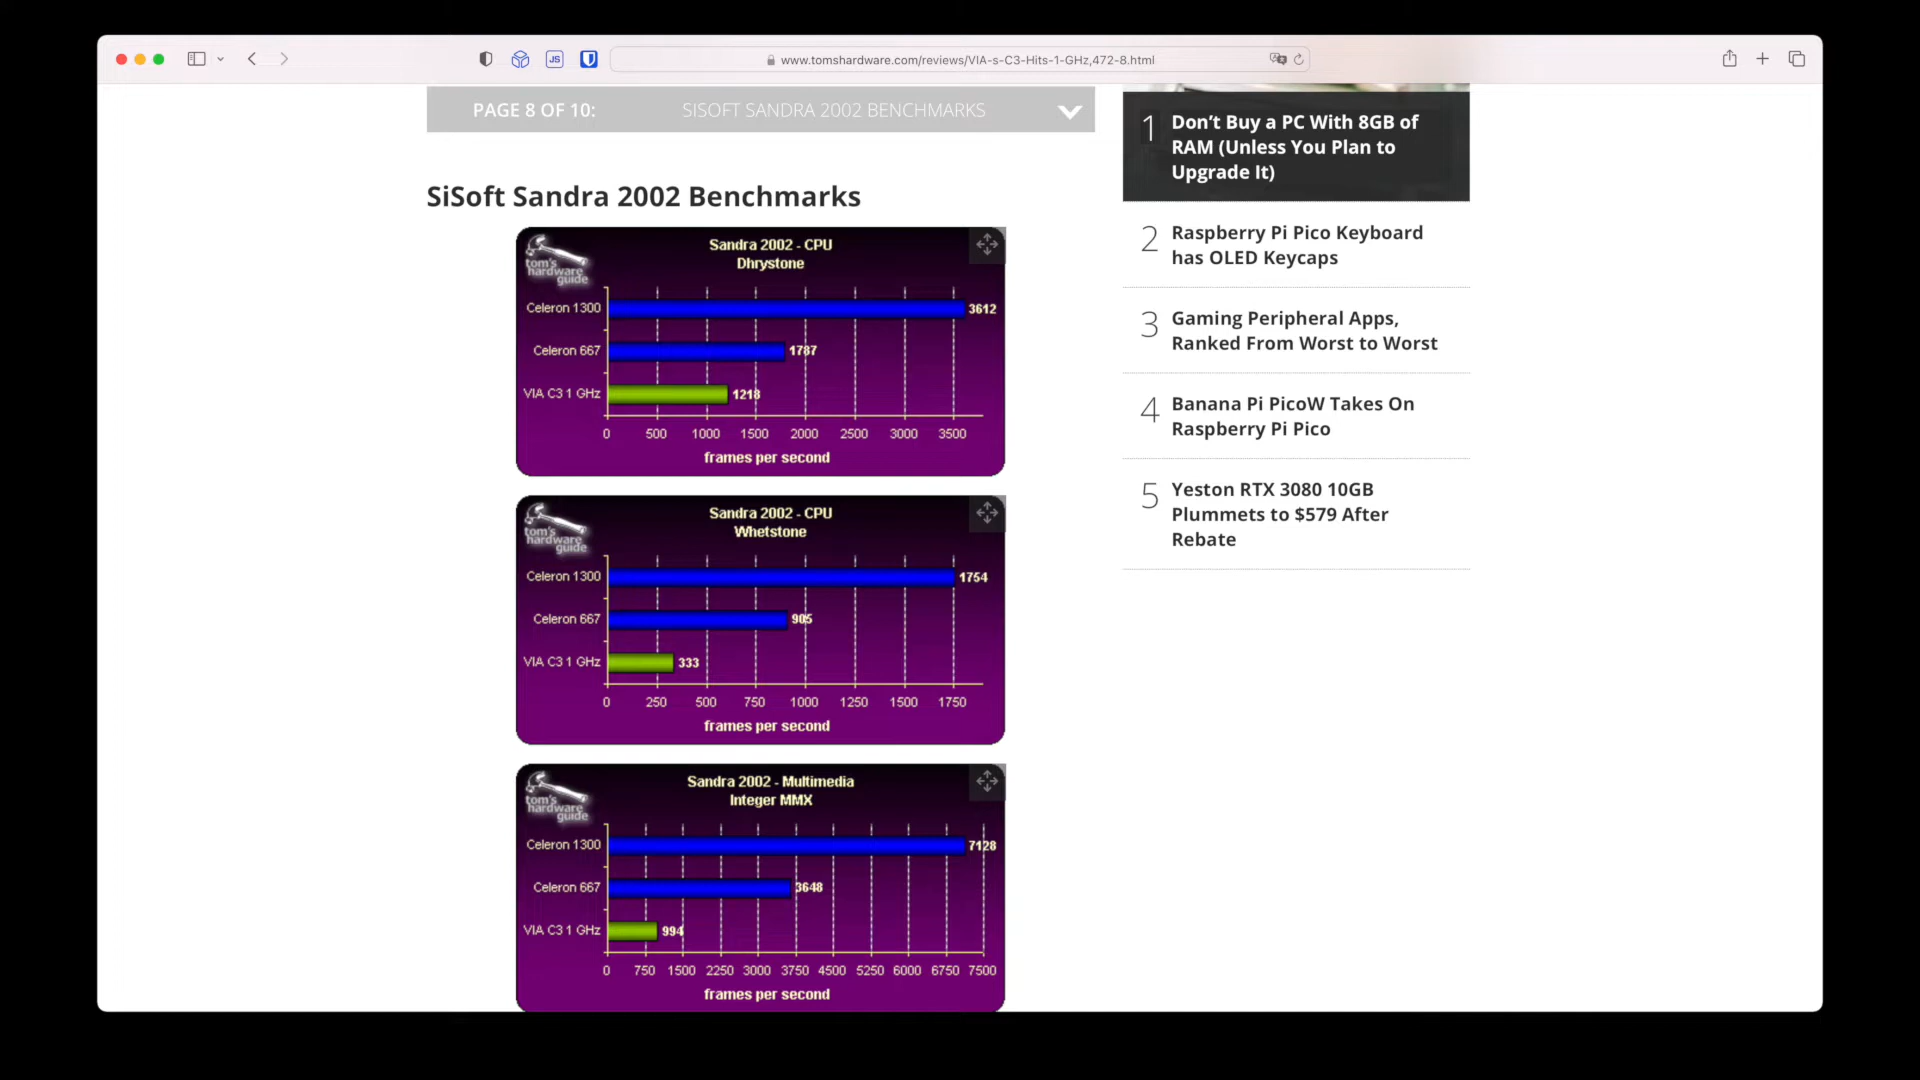 JS
www.tomshardware.com/reviews/VIA-s-C3-Hits-1-GHz,472-8.html
PAGE 8 OF 10: SISOFT SANDRA 2002 BENCHMARKS
SiSoft Sandra 2002 Benchmarks
tom's
hardware
guide
Sandra 2002 - CPU
Dhrystone
Celeron 1300 3612
Celeron 667 1787
VIA C3 1 GHz 1218
0 500 1000 1500 2000 2500 3000 3500
frames per second
tom's
hardware
guide
Sandra 2002 - CPU
Whetstone
Celeron 1300 1754
Celeron 667 905
VIA C3 1 GHz 333
0 250 500 750 1000 1250 1500 1750
frames per second
tom's
hardware
guide
Sandra 2002 - Multimedia
Integer MMX
Celeron 1300 7128
Celeron 667 3648
VIA C3 1 GHz 994
0 750 1500 2250 3000 3750 4500 5250 6000 6750 7500
frames per second
1 Don't Buy a PC With 8GB of
RAM (Unless You Plan to
Upgrade It)
2 Raspberry Pi Pico Keyboard
has OLED Keycaps
3 Gaming Peripheral Apps,
Ranked From Worst to Worst
4 Banana Pi PicoW Takes On
Raspberry Pi Pico
5 Yeston RTX 3080 10GB
Plummets to $579 After
Rebate